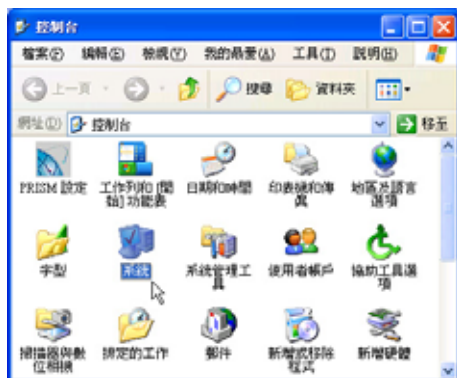 控制台
檔案(F) 編輯(E) 檢視(V) 我的最愛(A) 工具(T) 說明(H)
上一頁 搜尋 資料夾
網址(D) 控制台 移至
PRISM 設定
工作列和 [開始] 功能表
日期和時間
印表機和傳真
地區及語言選項
字型
系統
系統管理工具
使用者帳戶
協助工具選項
掃描器與數位相機
排定的工作
郵件
新增或移除程式
新增硬體